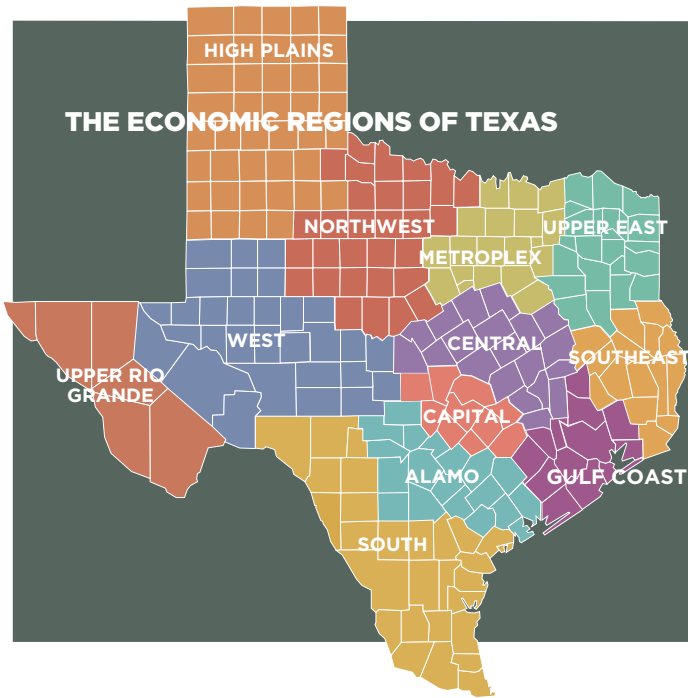 HIGH PLAINS
THE ECONOMIC REGIONS OF TEXAS
NORTHWEST
UPPER EAST
METROPLEX
WEST
CENTRAL
SOUTHEAST
UPPER RIO
GRANDE
CAPITAL
ALAMO
GULF COAST
SOUTH